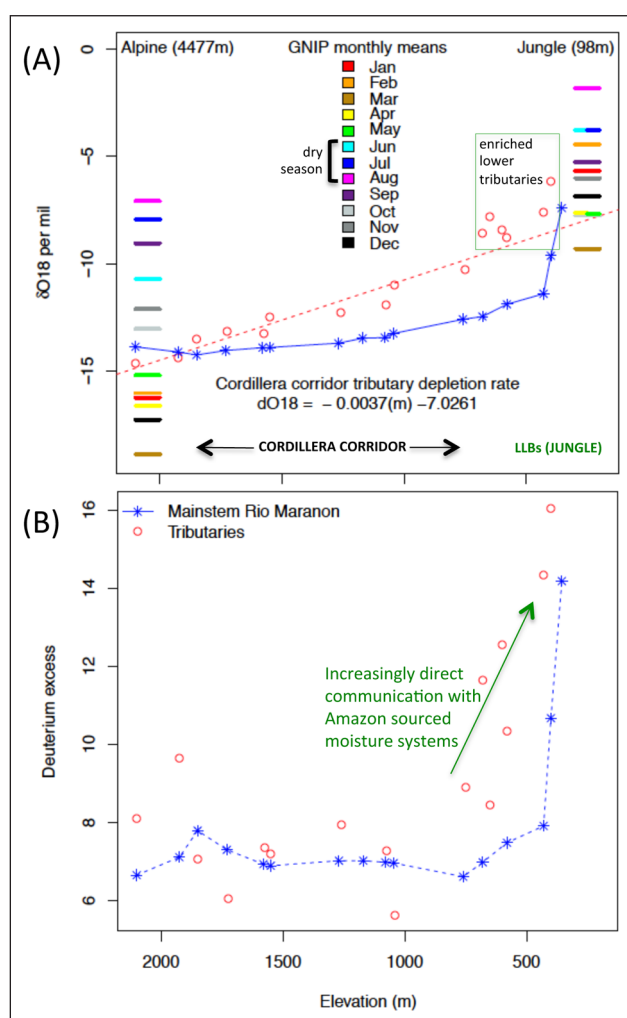 (A)
Alpine (4477m)
GNIP monthly means
Jungle (98m)
Jan
Feb
Mar
Apr
May
Jun
Jul
Aug
Sep
Oct
Nov
Dec
dry
season
enriched
lower
tributaries
0
−5
−10
−15
δO18 per mil
Cordillera corridor tributary depletion rate
dO18 = − 0.0037(m) −7.0261
CORDILLERA CORRIDOR
LLBs (JUNGLE)
(B)
Mainstem Rio Maranon
Tributaries
Increasingly direct
communication with
Amazon sourced
moisture systems
16
14
12
10
8
6
Deuterium excess
2000
1500
1000
500
Elevation (m)